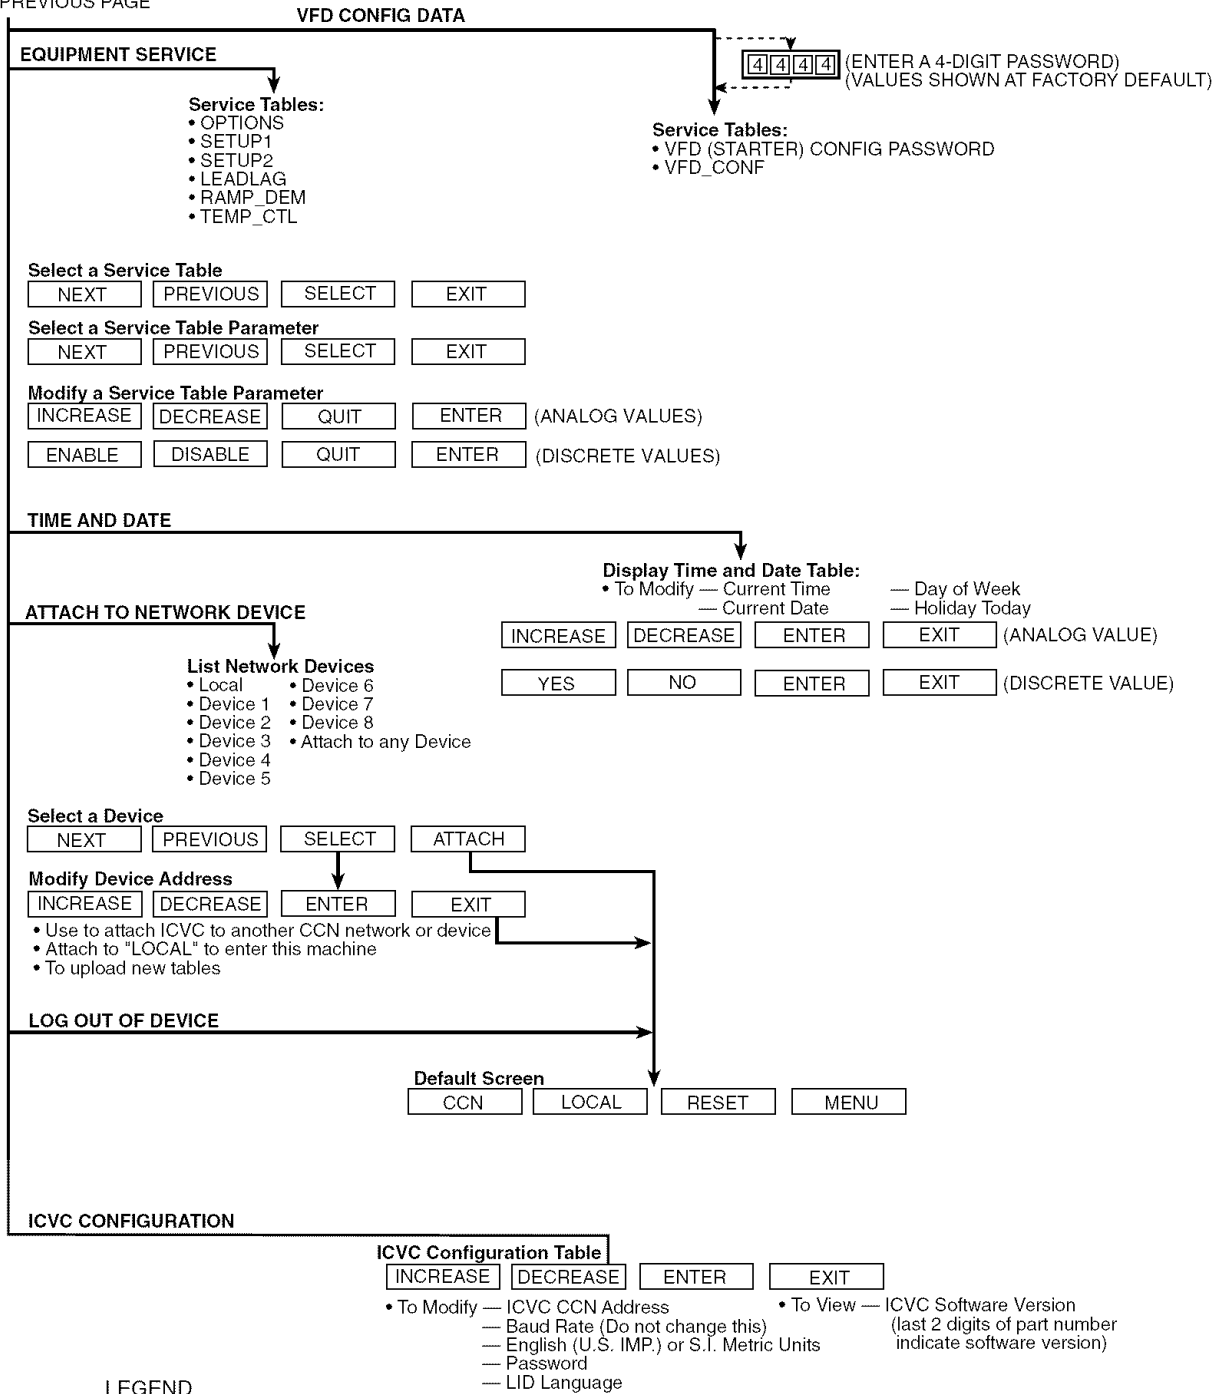 PREVIOUS PAGE
VFD CONFIG DATA
EQUIPMENT SERVICE
4 4 4 4 (ENTER A 4-DIGIT PASSWORD)
(VALUES SHOWN AT FACTORY DEFAULT)
Service Tables:
• OPTIONS
• SETUP1
• SETUP2
• LEADLAG
• RAMP_DEM
• TEMP_CTL
Service Tables:
• VFD (STARTER) CONFIG PASSWORD
• VFD_CONF
Select a Service Table
NEXT PREVIOUS SELECT EXIT
Select a Service Table Parameter
NEXT PREVIOUS SELECT EXIT
Modify a Service Table Parameter
INCREASE DECREASE QUIT ENTER (ANALOG VALUES)
ENABLE DISABLE QUIT ENTER (DISCRETE VALUES)
TIME AND DATE
Display Time and Date Table:
• To Modify — Current Time — Day of Week
— Current Date — Holiday Today
INCREASE DECREASE ENTER EXIT (ANALOG VALUE)
YES NO ENTER EXIT (DISCRETE VALUE)
ATTACH TO NETWORK DEVICE
List Network Devices
• Local • Device 6
• Device 1 • Device 7
• Device 2 • Device 8
• Device 3 • Attach to any Device
• Device 4
• Device 5
Select a Device
NEXT PREVIOUS SELECT ATTACH
Modify Device Address
INCREASE DECREASE ENTER EXIT
• Use to attach ICVC to another CCN network or device
• Attach to "LOCAL" to enter this machine
• To upload new tables
LOG OUT OF DEVICE
Default Screen
CCN LOCAL RESET MENU
ICVC CONFIGURATION
ICVC Configuration Table
INCREASE DECREASE ENTER EXIT
• To Modify — ICVC CCN Address
— Baud Rate (Do not change this)
— English (U.S. IMP.) or S.I. Metric Units
— Password
— LID Language
• To View — ICVC Software Version
(last 2 digits of part number
indicate software version)
LEGEND